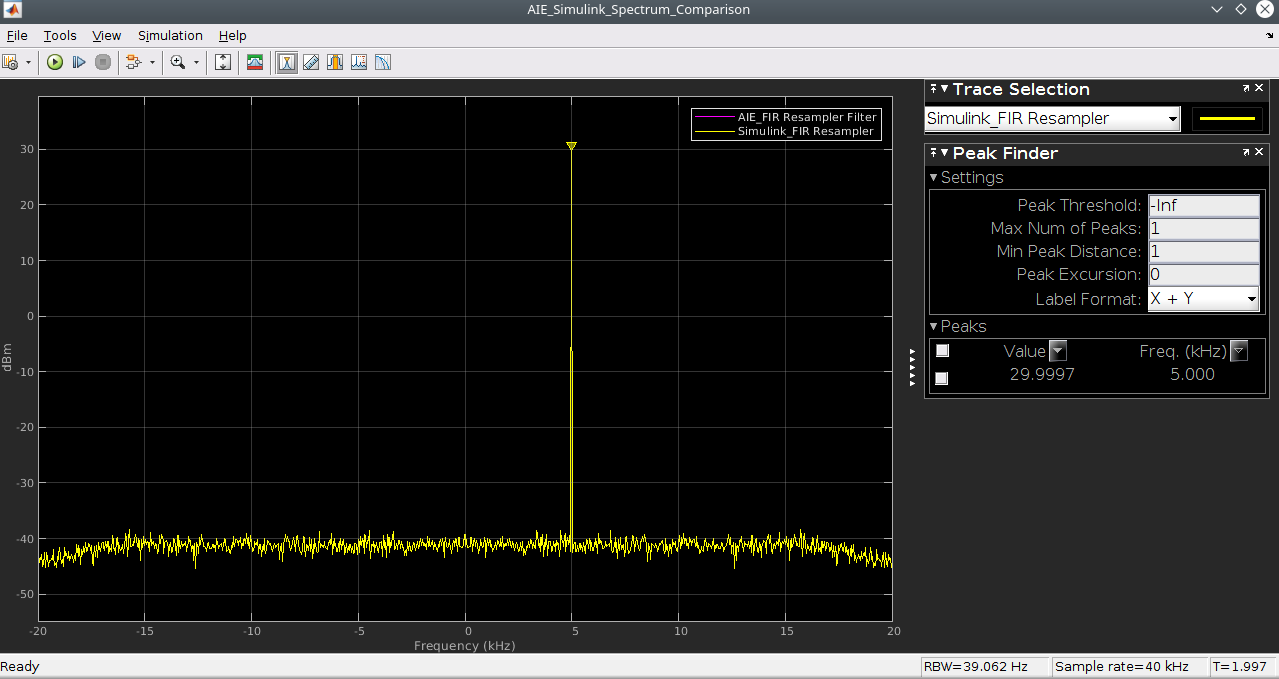 AIE_Simulink_Spectrum_Comparison
File Tools View Simulation Help
AIE_FIR Resampler Filter
Simulink_FIR Resampler
30
20
10
0
-10
-20
-30
-40
-50
dBm
-20 -15 -10 -5 0 5 10 15 20
Frequency (kHz)
Trace Selection
Simulink_FIR Resampler
Peak Finder
Settings
Peak Threshold: -Inf
Max Num of Peaks: 1
Min Peak Distance: 1
Peak Excursion: 0
Label Format: X + Y
Peaks
Value Freq. (kHz)
29.9997 5.000
Ready RBW=39.062 Hz Sample rate=40 kHz T=1.997